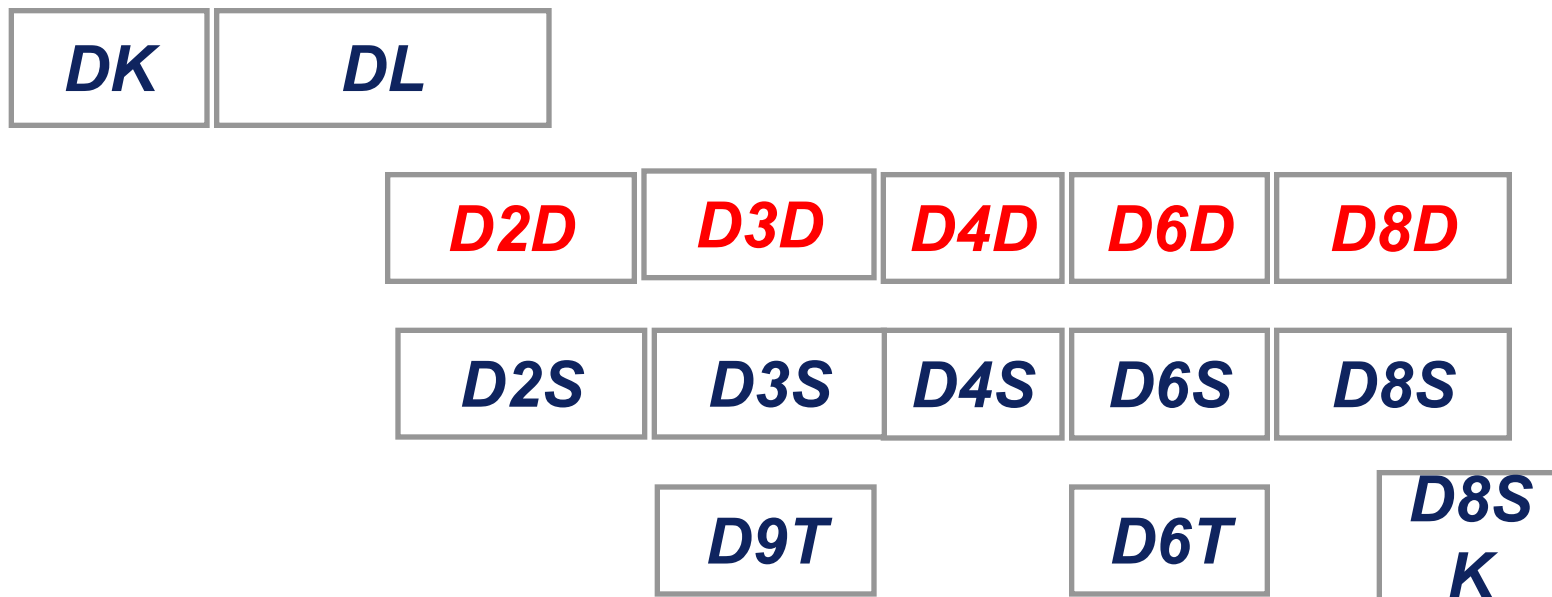 DK DL
D2D D3D D4D D6D D8D
D2S D3S D4S D6S D8S
D9T D6T D8S
K